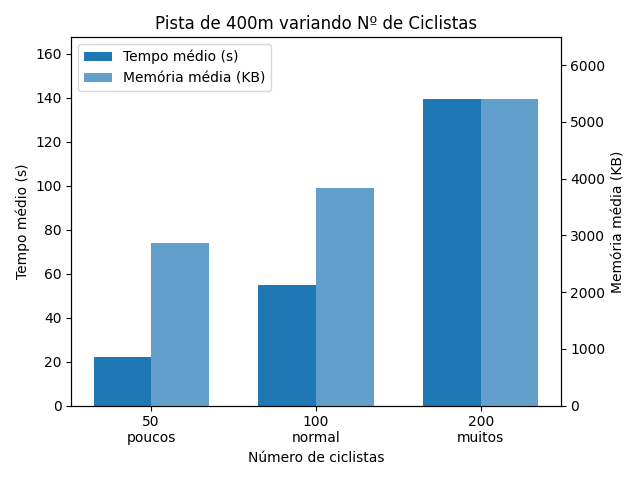 Pista de 400m variando Nº de Ciclistas
Tempo médio (s)
Memória média (KB)
160
140
120
100
80
60
40
20
0
Tempo médio (s)
6000
5000
4000
3000
2000
1000
0
Memória média (KB)
50
poucos
100
normal
200
muitos
Número de ciclistas